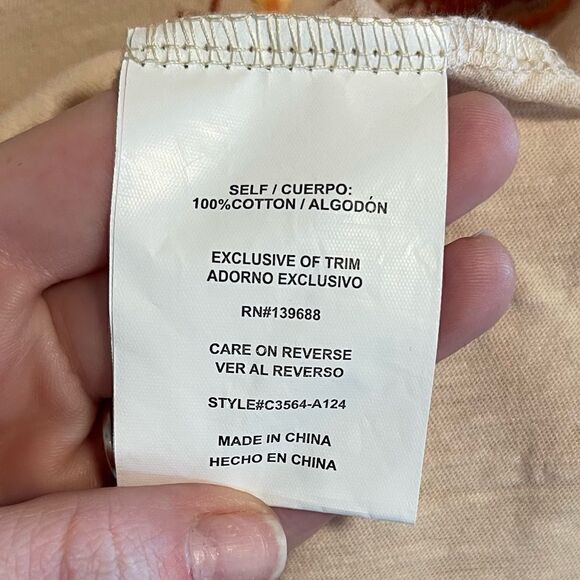 SELF / CUERPO:
100%COTTON / ALGODÓN
EXCLUSIVE OF TRIM
ADORNO EXCLUSIVO
RN#139688
CARE ON REVERSE
VER AL REVERSO
STYLE#C3564-A124
MADE IN CHINA
HECHO EN CHINA